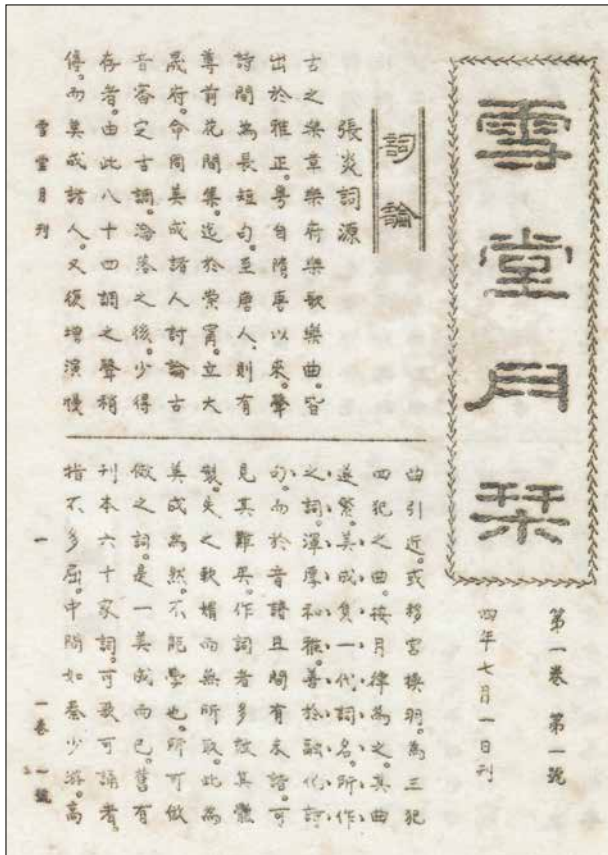 雪堂月栞
第一卷 第一號
四年七月一日刊
詞論
張炎詞源
古之樂章樂府樂歌樂曲。皆
出於雅正。粵自隋唐以來。聲
詩間為長短句。至唐人、則有
尊前花間集。迄於崇寧。立大
晟府。命周美成諸人討論古
音審定古調。淪落之後。少得
存者。由此八十四調之聲稍
傳。而美成諸人。又復增演慢
曲引近。或移宮換羽。為三犯
四犯之曲。按月律為之。其曲
遂繁。美成負一代詞名。所作
之詞。渾厚和雅。善於融化詩
句。而於音譜且間有未諧。可
見其難矣。作詞者多效其體
製。失之軟媚而無所取。此為
美成為然。不能學也。所可倣
傚之詞。是一美成而已。舊有
刊本六十家詞。可歌可誦者。
指不多屈。中間如秦少游。高
雪堂月刊 一 一卷一號